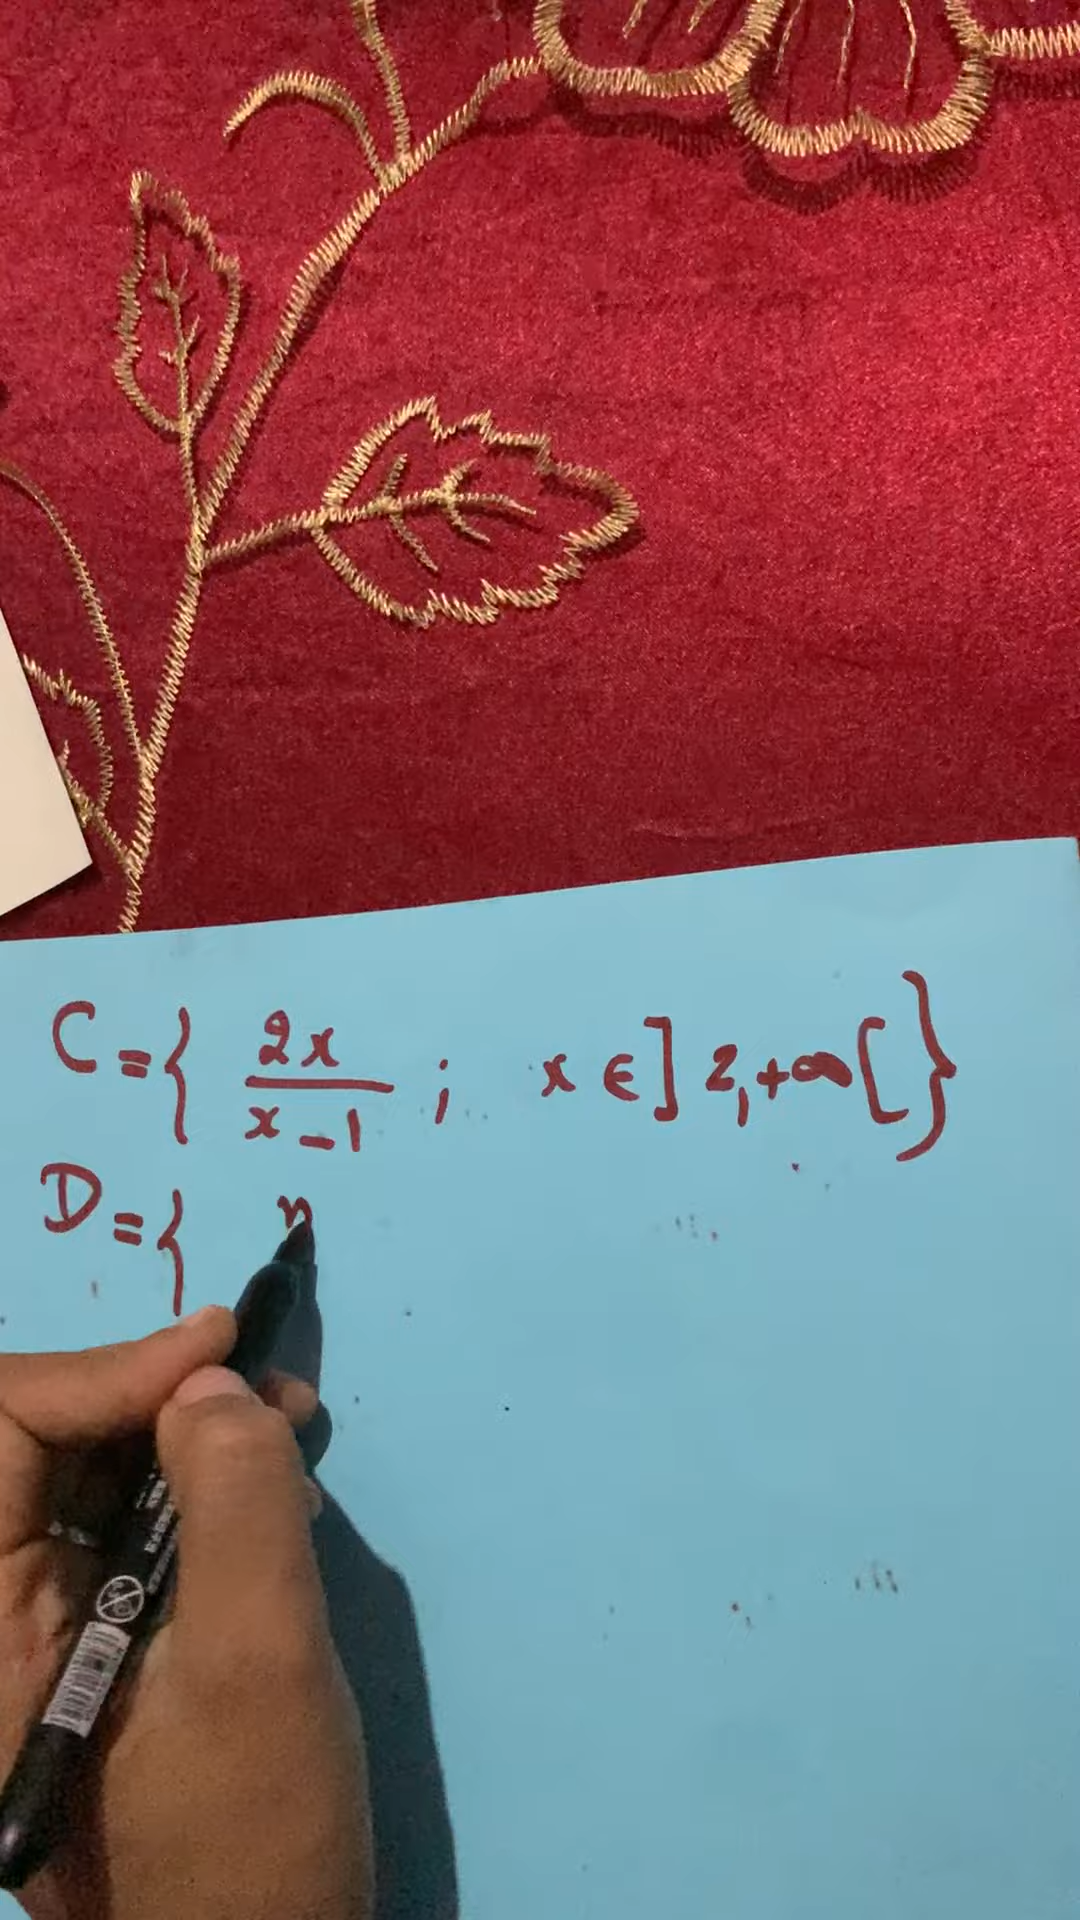 C = { 2x / x - 1 ; x ∈ ] 2, +∞ [ }
D = { n